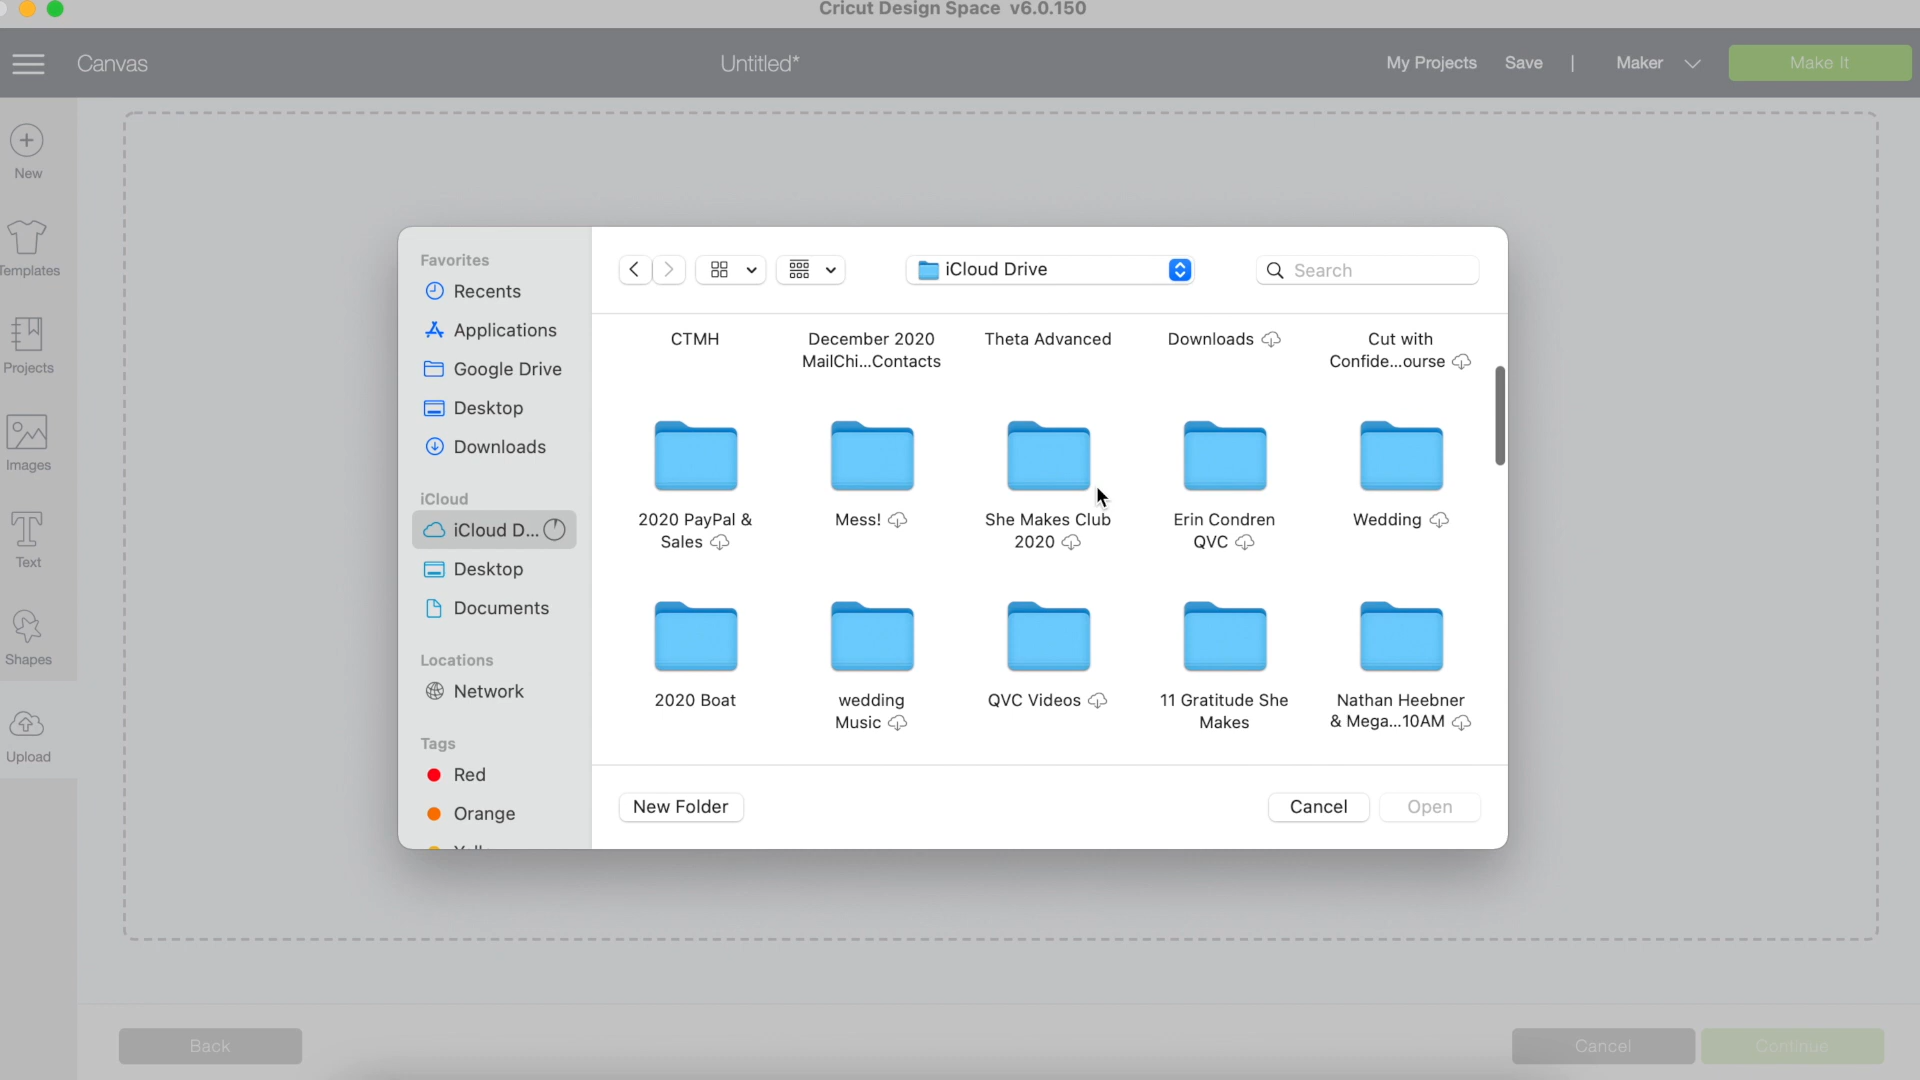 Cricut Design Space v6.0.150
Canvas
Untitled*
My Projects
Save
|
Maker
Make It
New
Templates
Projects
Images
Text
Shapes
Upload
Favorites
Recents
Applications
Google Drive
Desktop
Downloads
iCloud
iCloud D...
Desktop
Documents
Locations
Network
Tags
Red
Orange
iCloud Drive
Search
CTMH
December 2020
MailChi...Contacts
Theta Advanced
Downloads
Cut with
Confide...ourse
2020 PayPal &
Sales
Mess!
She Makes Club
2020
Erin Condren
QVC
Wedding
2020 Boat
wedding
Music
QVC Videos
11 Gratitude She
Makes
Nathan Heebner
& Mega...10AM
New Folder
Cancel
Open
Back
Cancel
Continue